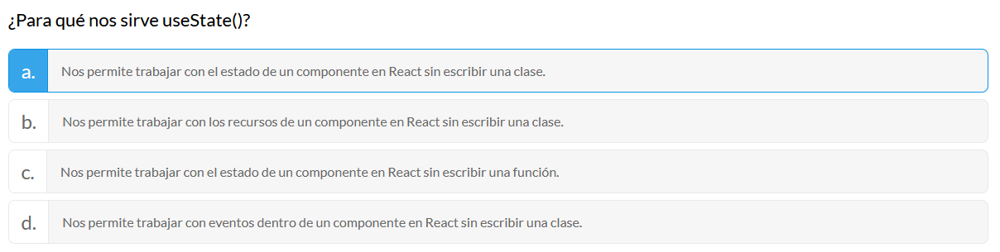 ¿Para qué nos sirve useState()?
a. Nos permite trabajar con el estado de un componente en React sin escribir una clase.
b. Nos permite trabajar con los recursos de un componente en React sin escribir una clase.
c. Nos permite trabajar con el estado de un componente en React sin escribir una función.
d. Nos permite trabajar con eventos dentro de un componente en React sin escribir una clase.